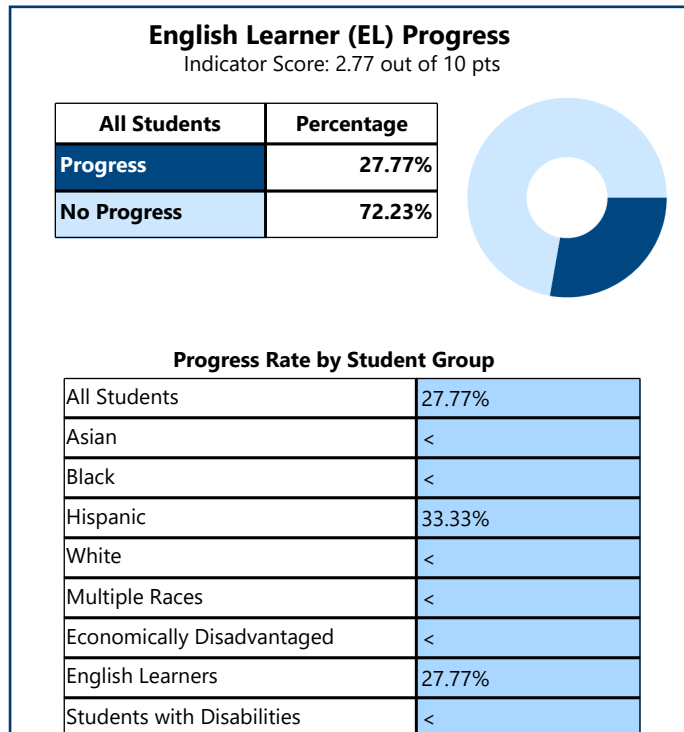 English Learner (EL) Progress
Indicator Score: 2.77 out of 10 pts
All Students Percentage
Progress 27.77%
No Progress 72.23%
Progress Rate by Student Group
All Students 27.77%
Asian <
Black <
Hispanic 33.33%
White <
Multiple Races <
Economically Disadvantaged <
English Learners 27.77%
Students with Disabilities <